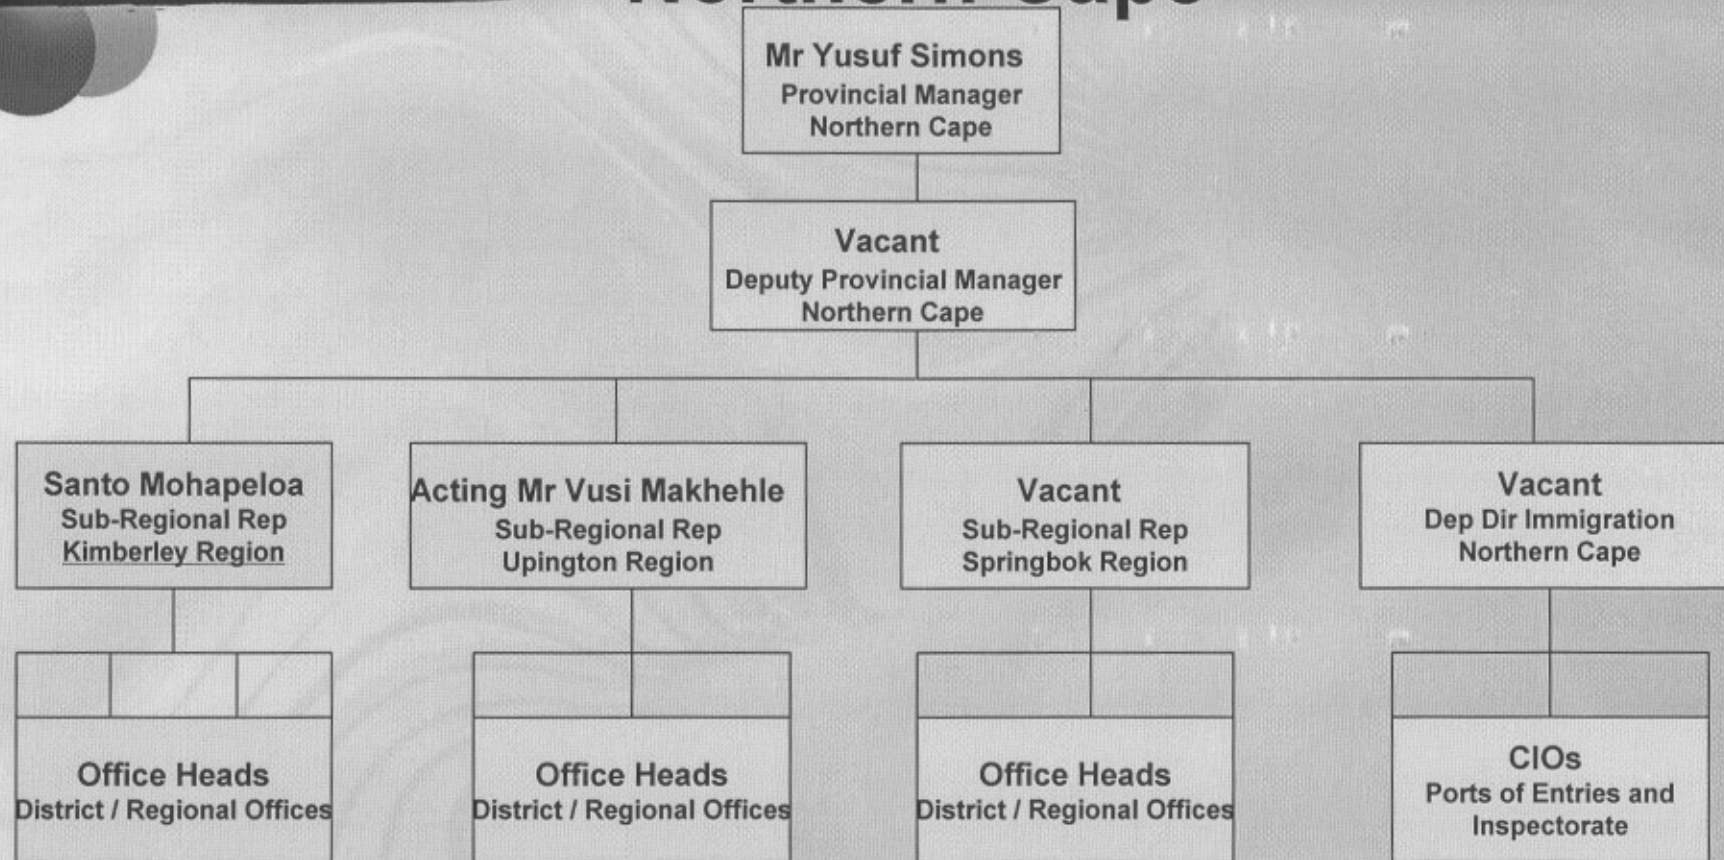 Northern Cape
Mr Yusuf Simons
Provincial Manager
Northern Cape
Vacant
Deputy Provincial Manager
Northern Cape
Santo Mohapeloa
Sub-Regional Rep
Kimberley Region
Acting Mr Vusi Makhehle
Sub-Regional Rep
Upington Region
Vacant
Sub-Regional Rep
Springbok Region
Vacant
Dep Dir Immigration
Northern Cape
Office Heads
District / Regional Offices
Office Heads
District / Regional Offices
Office Heads
District / Regional Offices
CIOs
Ports of Entries and
Inspectorate